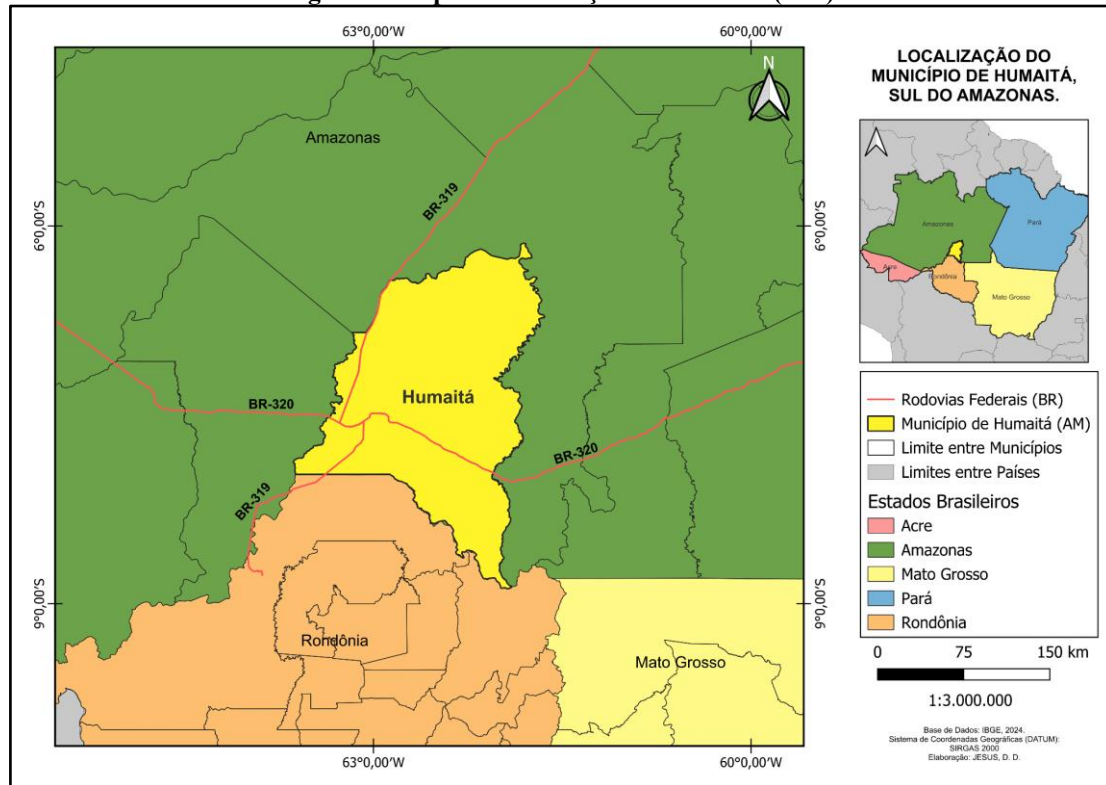 63°0,00'W
60°0,00'W
N
Amazonas
BR-319
6°0,00'S
6°0,00'S
Humaitá
BR-320
BR-320
BR-319
9°0,00'S
9°0,00'S
Rondônia
Mato Grosso
63°0,00'W
60°0,00'W
LOCALIZAÇÃO DO
MUNICÍPIO DE HUMAITÁ,
SUL DO AMAZONAS.
Amazonas
Pará
Acre
Rondônia
Mato Grosso
Rodovias Federais (BR)
Município de Humaitá (AM)
Limite entre Municípios
Limites entre Países
Estados Brasileiros
Acre
Amazonas
Mato Grosso
Pará
Rondônia
0 75 150 km
1:3.000.000
Base de Dados: IBGE, 2024.
Sistema de Coordenadas Geográficas (DATUM):
SIRGAS 2000
Elaboração: JESUS, D. D.